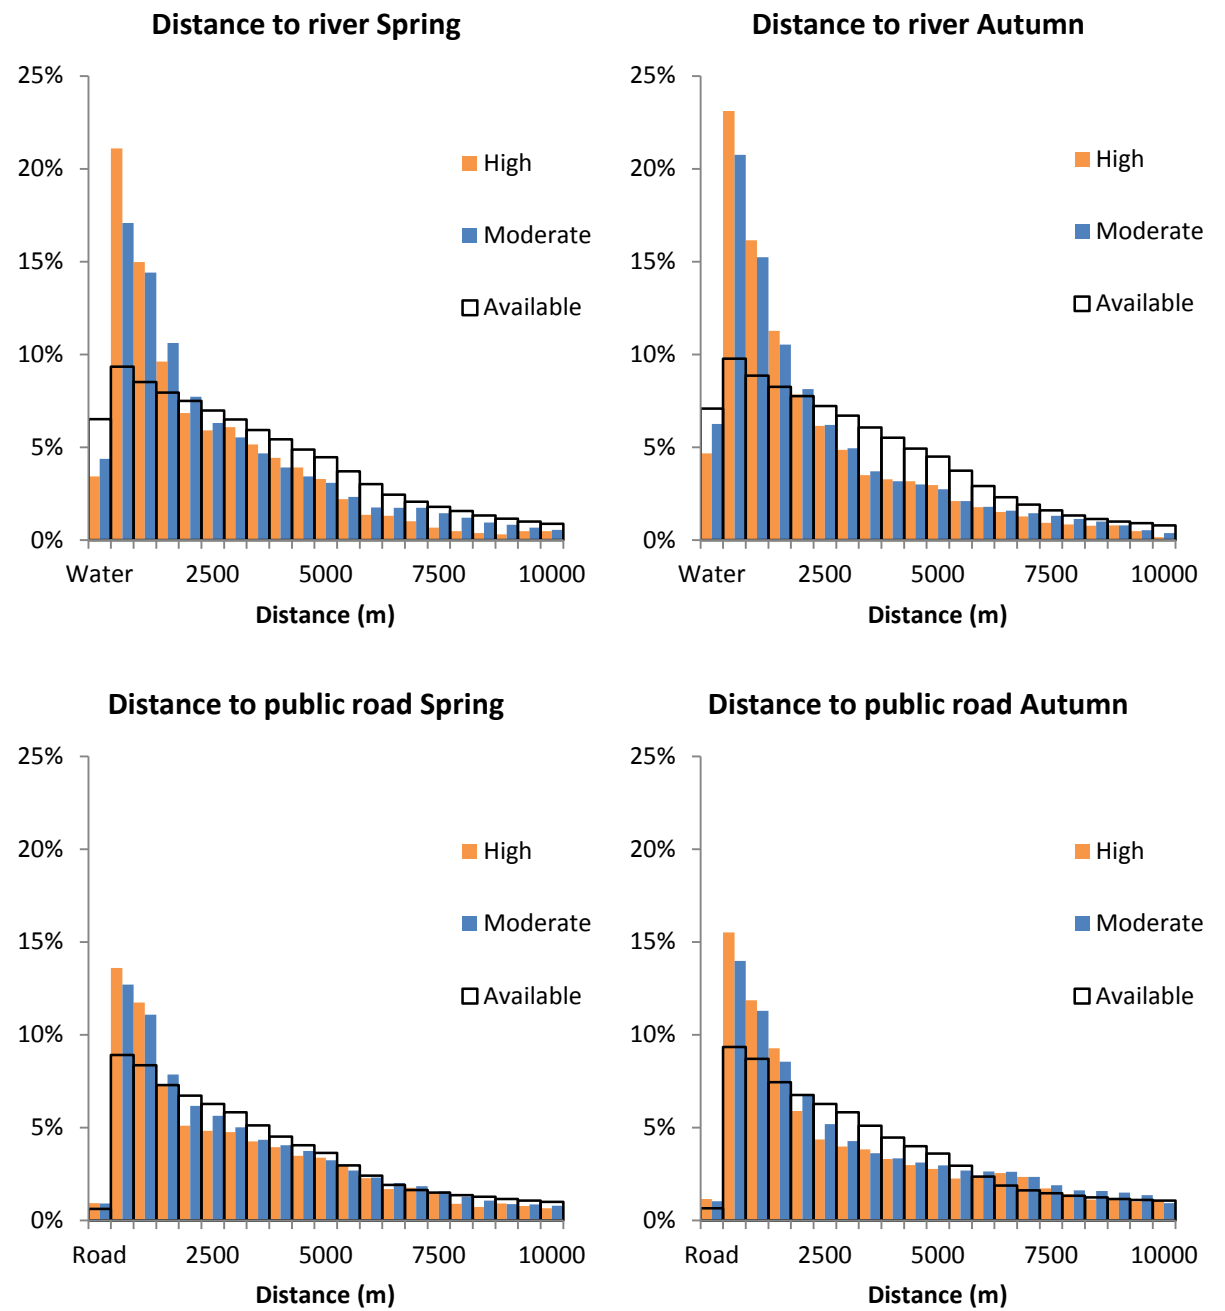 Distance to river Spring
25%
20%
15%
10%
5%
0%
High
Moderate
Available
Water 2500 5000 7500 10000
Distance (m)
Distance to river Autumn
25%
20%
15%
10%
5%
0%
High
Moderate
Available
Water 2500 5000 7500 10000
Distance (m)
Distance to public road Spring
25%
20%
15%
10%
5%
0%
High
Moderate
Available
Road 2500 5000 7500 10000
Distance (m)
Distance to public road Autumn
25%
20%
15%
10%
5%
0%
High
Moderate
Available
Road 2500 5000 7500 10000
Distance (m)